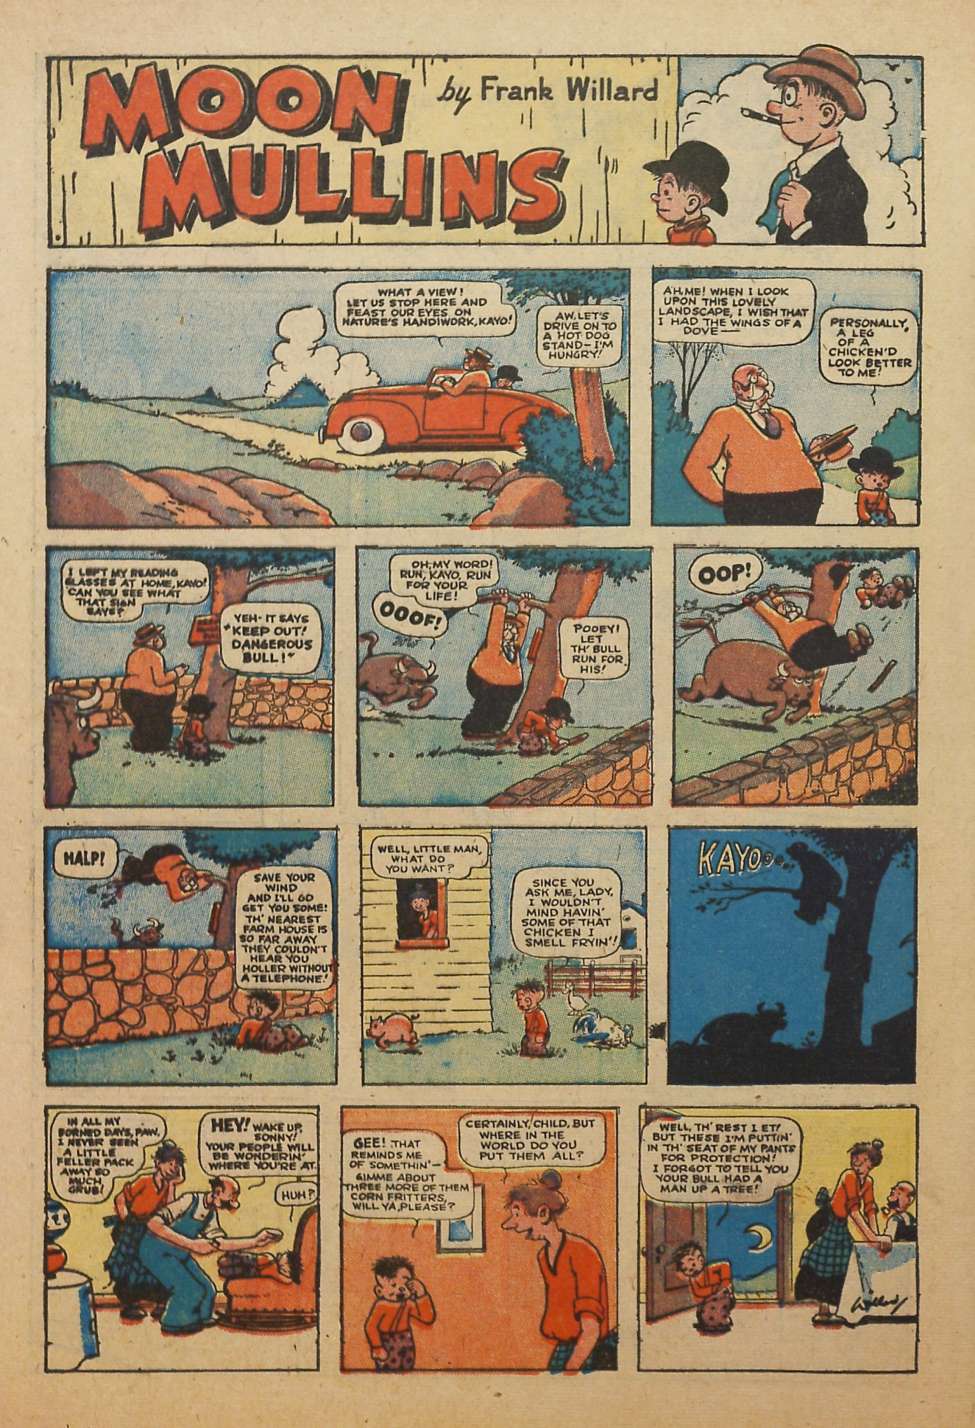 MOON
MULLINS
by Frank Willard
WHAT A VIEW!
LET US STOP HERE AND
FEAST OUR EYES ON
NATURE'S HANDIWORK, KAYO!
AW, LET'S
DRIVE ON TO
A HOT DOG
STAND- I'M
HUNGRY!
AH, ME! WHEN I LOOK
UPON THIS LOVELY
LANDSCAPE, I WISH THAT
I HAD THE WINGS OF A
DOVE—
PERSONALLY,
A LEG
OF A
CHICKEN'D
LOOK BETTER
TO ME!
I LEFT MY READING
GLASSES AT HOME, KAYO!
CAN YOU SEE WHAT
THAT SIGN
SAYS?
YEH- IT SAYS
"KEEP OUT!
DANGEROUS
BULL!"
OH, MY WORD!
RUN, KAYO, RUN
FOR YOUR
LIFE!
OOOF!
POOEY!
LET
TH' BULL
RUN FOR
HIS!
OOP!
HALP!
SAVE YOUR
WIND
AND I'LL GO
GET YOU SOME!
TH' NEAREST
FARM HOUSE IS
SO FAR AWAY
THEY COULDN'T
HEAR YOU
HOLLER WITHOUT
A TELEPHONE!
WELL, LITTLE MAN,
WHAT DO
YOU WANT?
SINCE YOU
ASK ME, LADY,
I WOULDN'T
MIND HAVIN'
SOME OF THAT
CHICKEN I
SMELL FRYIN'!
KAYO
IN ALL MY
BORNED DAYS, PAW,
I NEVER SEEN
A LITTLE
FELLER PACK
AWAY SO
MUCH
GRUB!
HEY! WAKE UP,
SONNY!
YOUR PEOPLE WILL
BE WONDERIN'
WHERE YOU'RE AT.
HUH?
GEE! THAT
REMINDS ME
OF SOMETHIN'—
GIMME ABOUT
THREE MORE OF THEM
CORN FRITTERS,
WILL YA, PLEASE?
CERTAINLY, CHILD, BUT
WHERE IN THE
WORLD DO YOU
PUT THEM ALL?
WELL, TH' REST I ET!
BUT THESE I'M PUTTIN'
IN TH' SEAT OF MY PANTS
FOR PROTECTION!
I FORGOT TO TELL YOU
YOUR BULL HAD A
MAN UP A TREE!
Willard